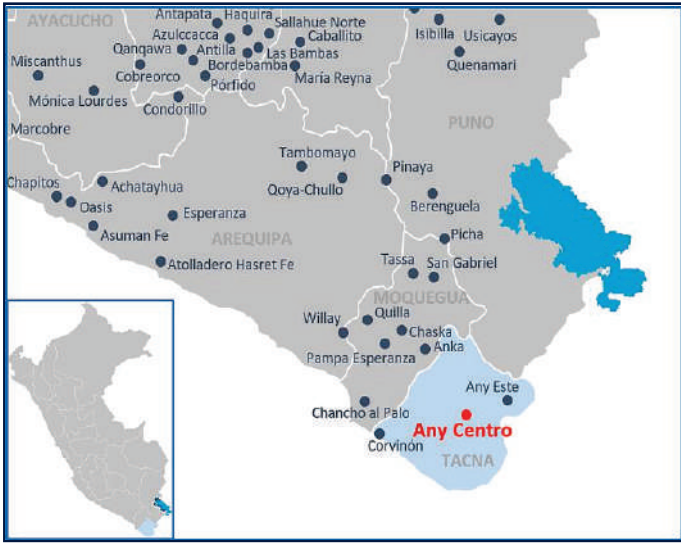 Antapata
Haquira
AYACUCHO
Sallahue Norte
Isibilla
Usicayos
Azulccacca
Caballito
Qanqawa
Antilla
Las Bambas
Quenamari
Miscanthus
Bordebamba
Cobreorco
Pórfido
María Reyna
Mónica Lourdes
Condorillo
PUNO
Marcobre
Tambomayo
Pinaya
Chapitos
Achatayhua
Qoya-Chullo
Berenguela
Oasis
Esperanza
Asuman Fe
AREQUIPA
Picha
Atolladero Hasret Fe
Tassa
San Gabriel
MOQUEGUA
Willay
Quilla
Chaska
Anka
Pampa Esperanza
Any Este
Chancho al Palo
Any Centro
Corvinón
TACNA